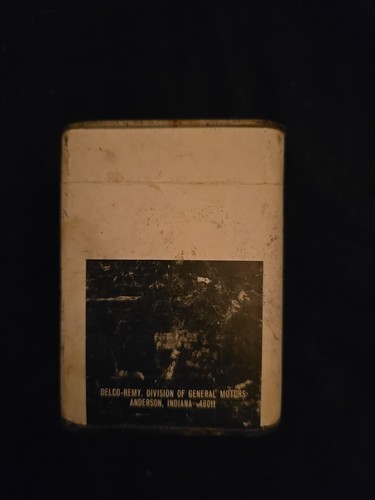 DELCO-REMY, DIVISION OF GENERAL MOTORS
ANDERSON, INDIANA 46011